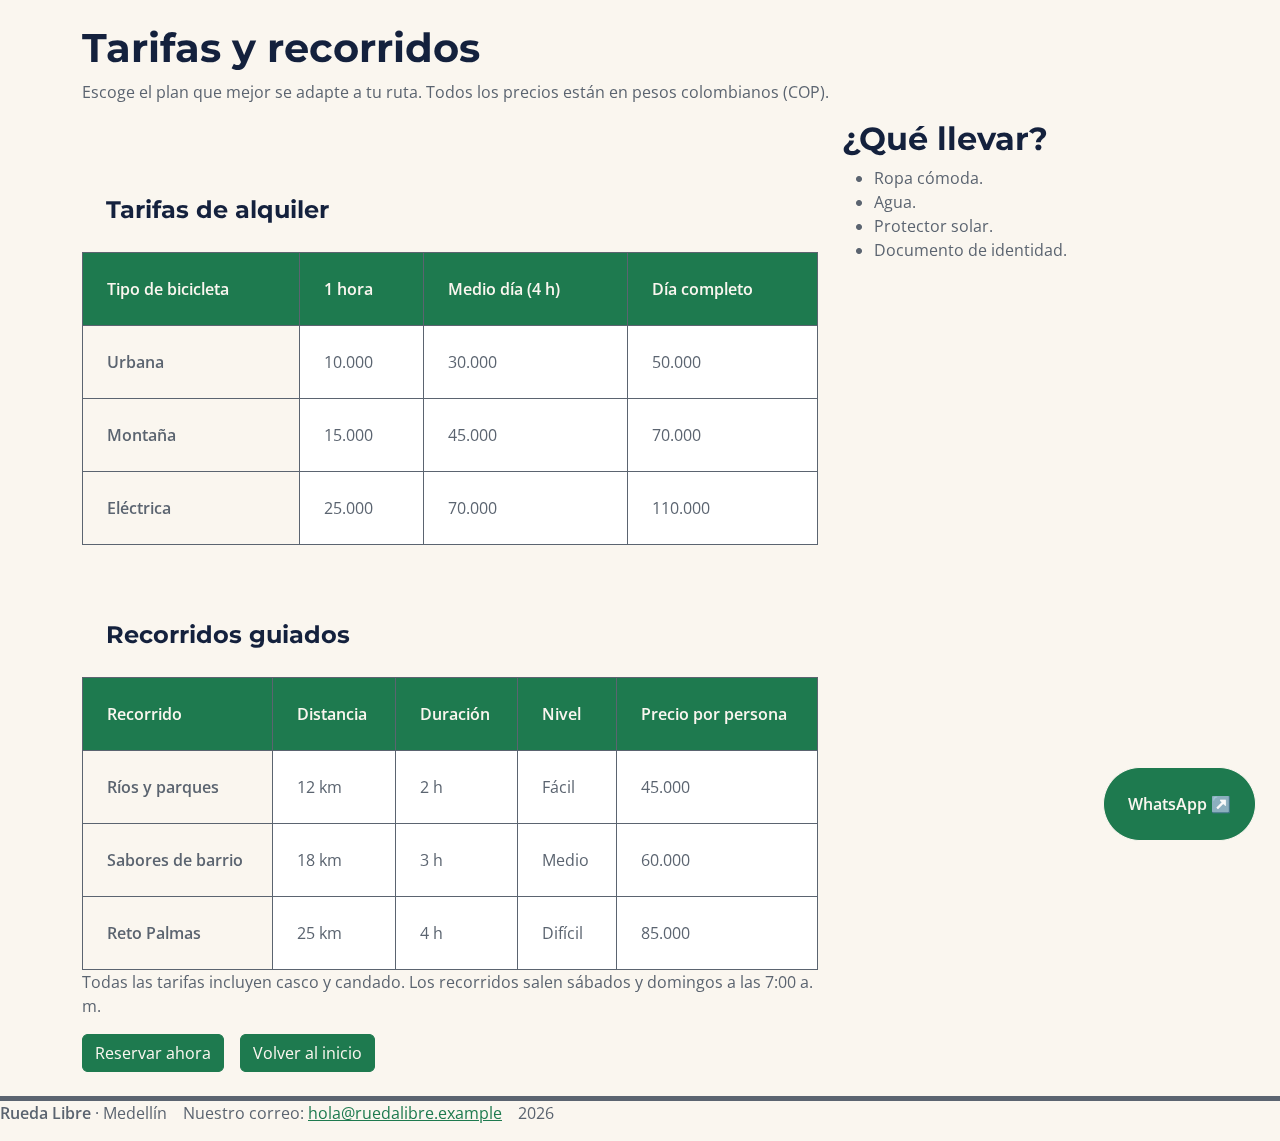 Tarifas y recorridos
Escoge el plan que mejor se adapte a tu ruta. Todos los precios están en pesos colombianos (COP).
Tarifas de alquiler
Tipo de bicicleta 1 hora Medio día (4 h) Día completo
Urbana 10.000 30.000 50.000
Montaña 15.000 45.000 70.000
Eléctrica 25.000 70.000 110.000
Recorridos guiados
Recorrido Distancia Duración Nivel Precio por persona
Ríos y parques 12 km 2 h Fácil 45.000
Sabores de barrio 18 km 3 h Medio 60.000
Reto Palmas 25 km 4 h Difícil 85.000
Todas las tarifas incluyen casco y candado. Los recorridos salen sábados y domingos a las 7:00 a.
m.
Reservar ahora Volver al inicio
¿Qué llevar?
• Ropa cómoda.
• Agua.
• Protector solar.
• Documento de identidad.
WhatsApp ↗
Rueda Libre · Medellín Nuestro correo: hola@ruedalibre.example 2026